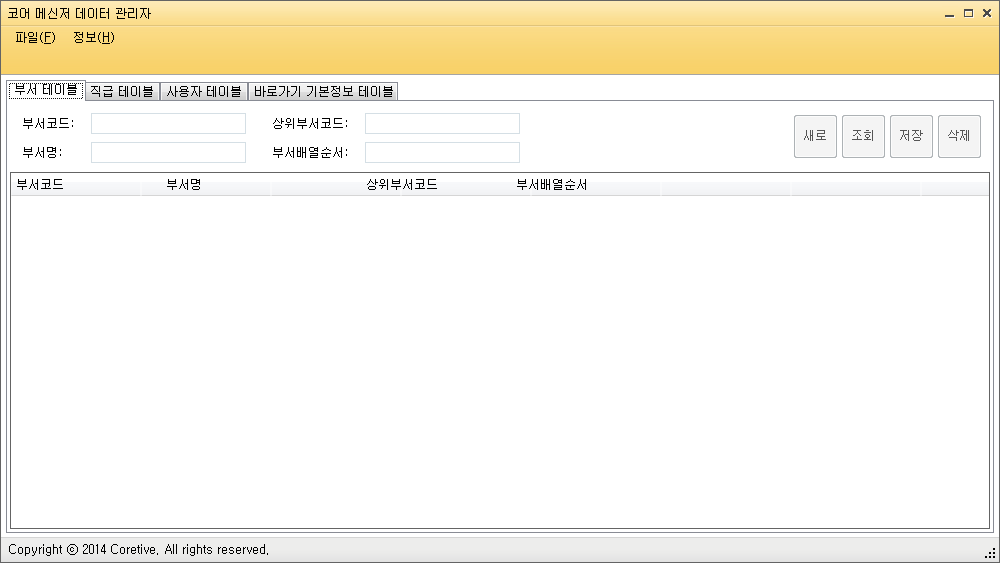 코어 메신저 데이터 관리자
파일(F) 정보(H)
부서 테이블 직급 테이블 사용자 테이블 바로가기 기본정보 테이블
부서코드: 상위부서코드: 새로 조회 저장 삭제
부서명: 부서배열순서:
부서코드 부서명 상위부서코드 부서배열순서
Copyright ⓒ 2014 Coretive. All rights reserved.